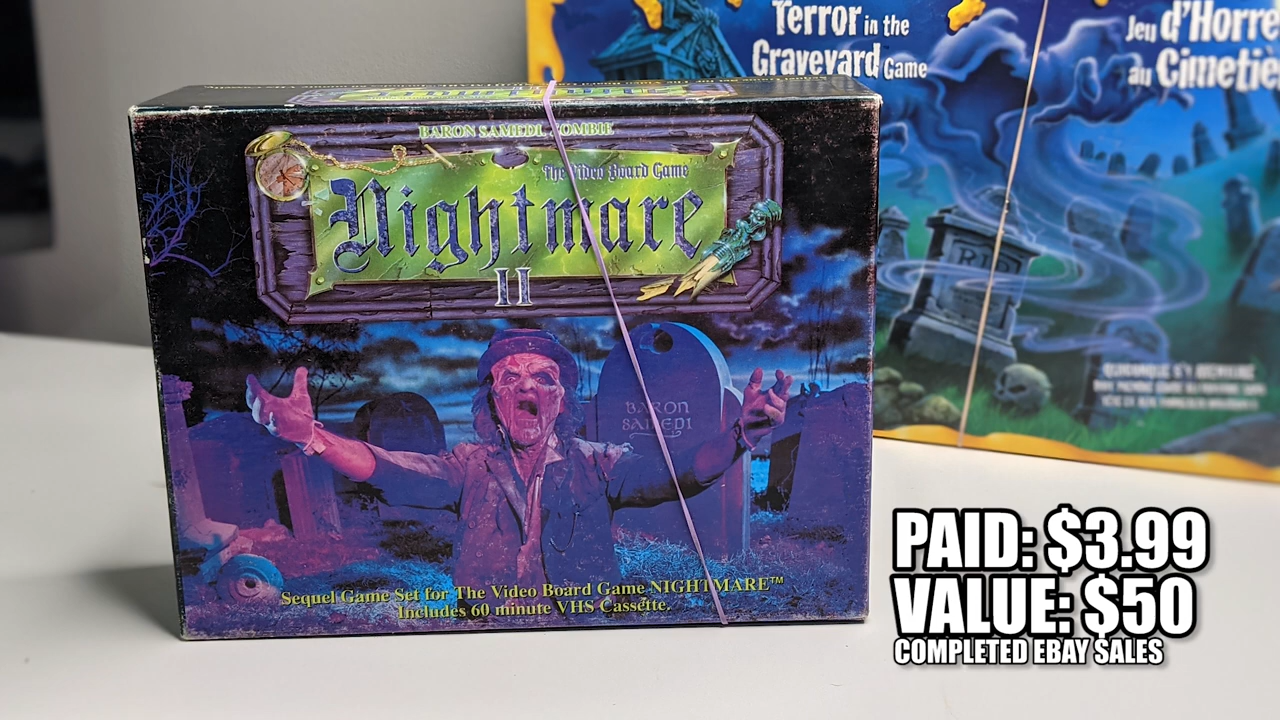 Terror in the
Graveyard Game
Jeu d'Horre
au Cimetiè
BARON SAMEDI ZOMBIE
The Video Board Game
Nightmare
II
RIP
BARON
SAMEDI
Sequel Game Set for The Video Board Game NIGHTMARE™
Includes 60 minute VHS Cassette.
PAID: $3.99
VALUE: $50
COMPLETED EBAY SALES